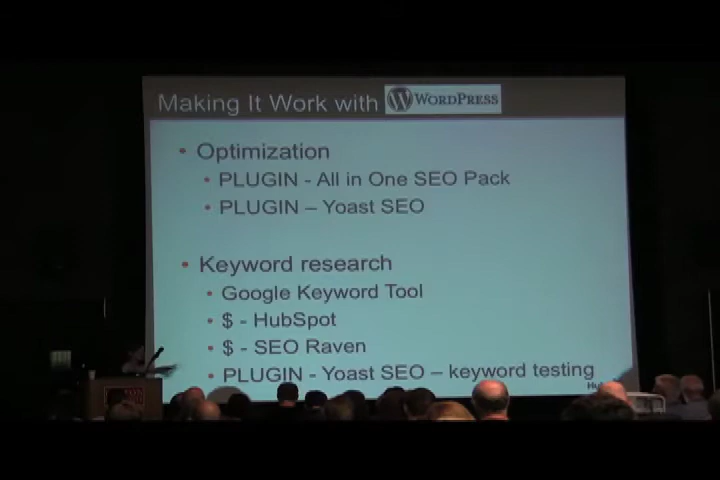 Making It Work with WORDPRESS
• Optimization
• PLUGIN - All in One SEO Pack
• PLUGIN – Yoast SEO
• Keyword research
• Google Keyword Tool
• $ - HubSpot
• $ - SEO Raven
• PLUGIN - Yoast SEO – keyword testing